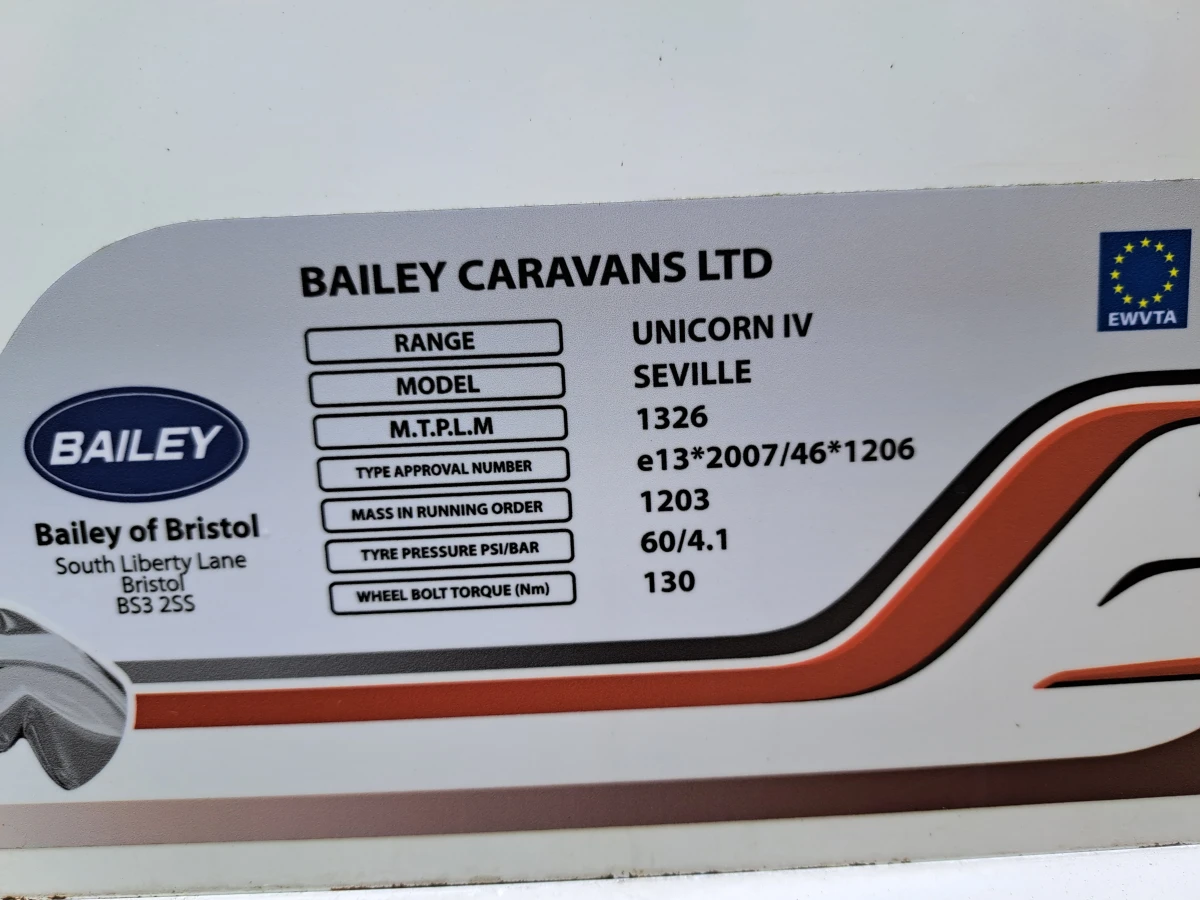 BAILEY CARAVANS LTD
RANGE UNICORN IV
MODEL SEVILLE
M.T.P.L.M 1326
TYPE APPROVAL NUMBER e13*2007/46*1206
MASS IN RUNNING ORDER 1203
TYRE PRESSURE PSI/BAR 60/4.1
WHEEL BOLT TORQUE (Nm) 130
BAILEY
Bailey of Bristol
South Liberty Lane
Bristol
BS3 2SS
EWVTA